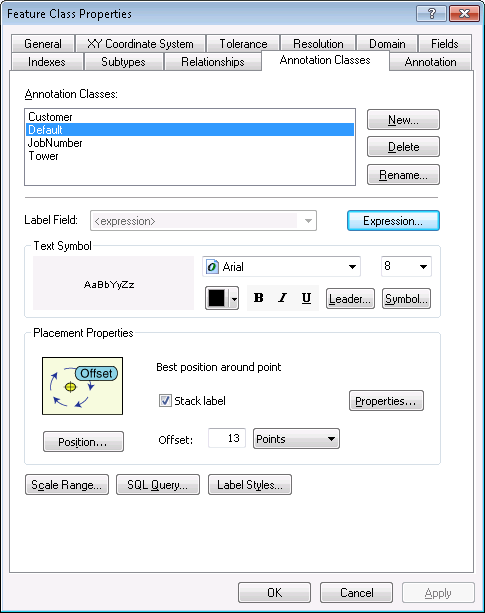 Feature Class Properties
General XY Coordinate System Tolerance Resolution Domain Fields
Indexes Subtypes Relationships Annotation Classes Annotation
Annotation Classes:
Customer
Default
JobNumber
Tower
New...
Delete
Rename...
Label Field: <expression> Expression...
Text Symbol
AaBbYyZz
Arial 8
B I U Leader... Symbol...
Placement Properties
Offset
Best position around point
Stack label Properties...
Position... Offset: 13 Points
Scale Range... SQL Query... Label Styles...
OK Cancel Apply